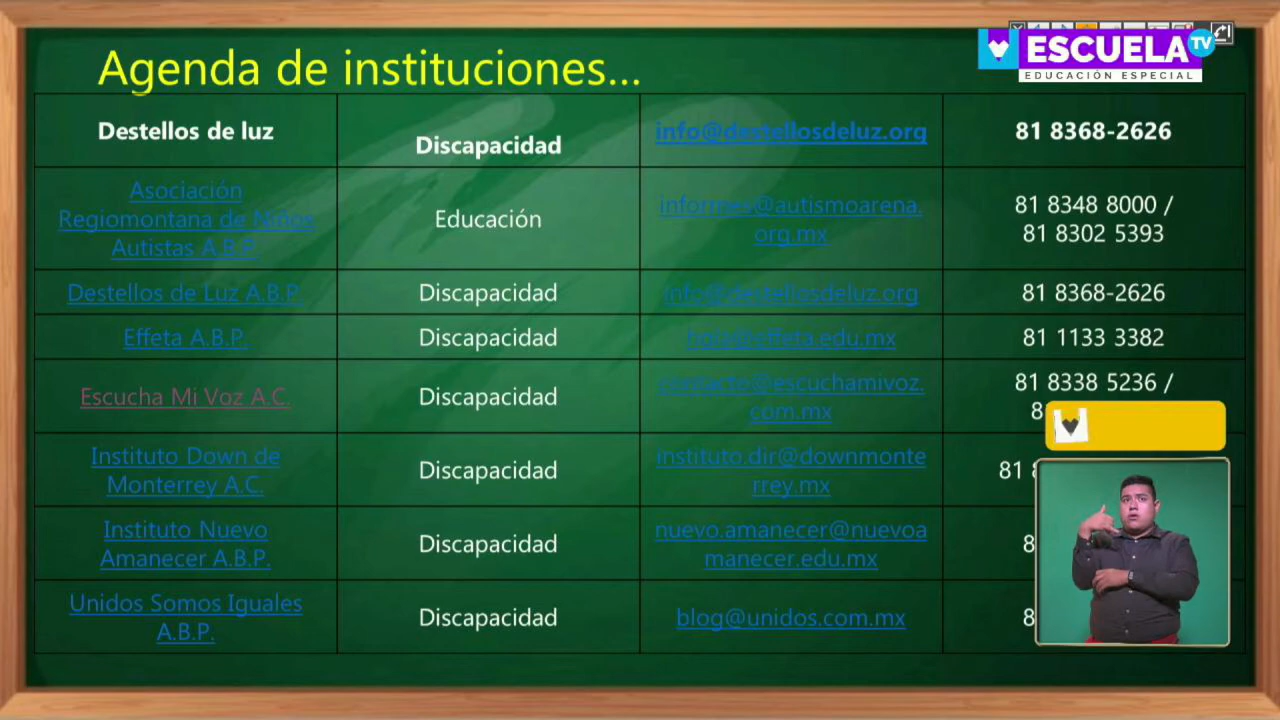 ESCUELA TV
EDUCACIÓN ESPECIAL
Agenda de instituciones...
Destellos de luz
Discapacidad
info@destellosdeluz.org
81 8368-2626
Asociación
Regiomontana de Niños
Autistas A.B.P.
Educación
informes@autismoarena.
org.mx
81 8348 8000 /
81 8302 5393
Destellos de Luz A.B.P.
Discapacidad
info@destellosdeluz.org
81 8368-2626
Effeta A.B.P.
Discapacidad
81 1133 3382
Escucha Mi Voz A.C.
Discapacidad
contacto@escuchamivoz.
com.mx
81 8338 5236 /
8
Instituto Down de
Monterrey A.C.
Discapacidad
instituto.dir@downmonte
rrey.mx
81
Instituto Nuevo
Amanecer A.B.P.
Discapacidad
nuevo.amanecer@nuevoa
manecer.edu.mx
8
Unidos Somos Iguales
A.B.P.
Discapacidad
blog@unidos.com.mx
8